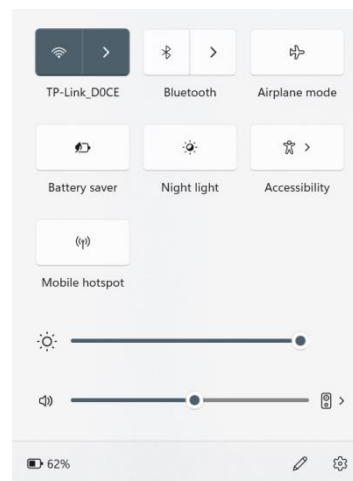 TP-Link_D0CE Bluetooth Airplane mode
Battery saver Night light Accessibility
Mobile hotspot
62%